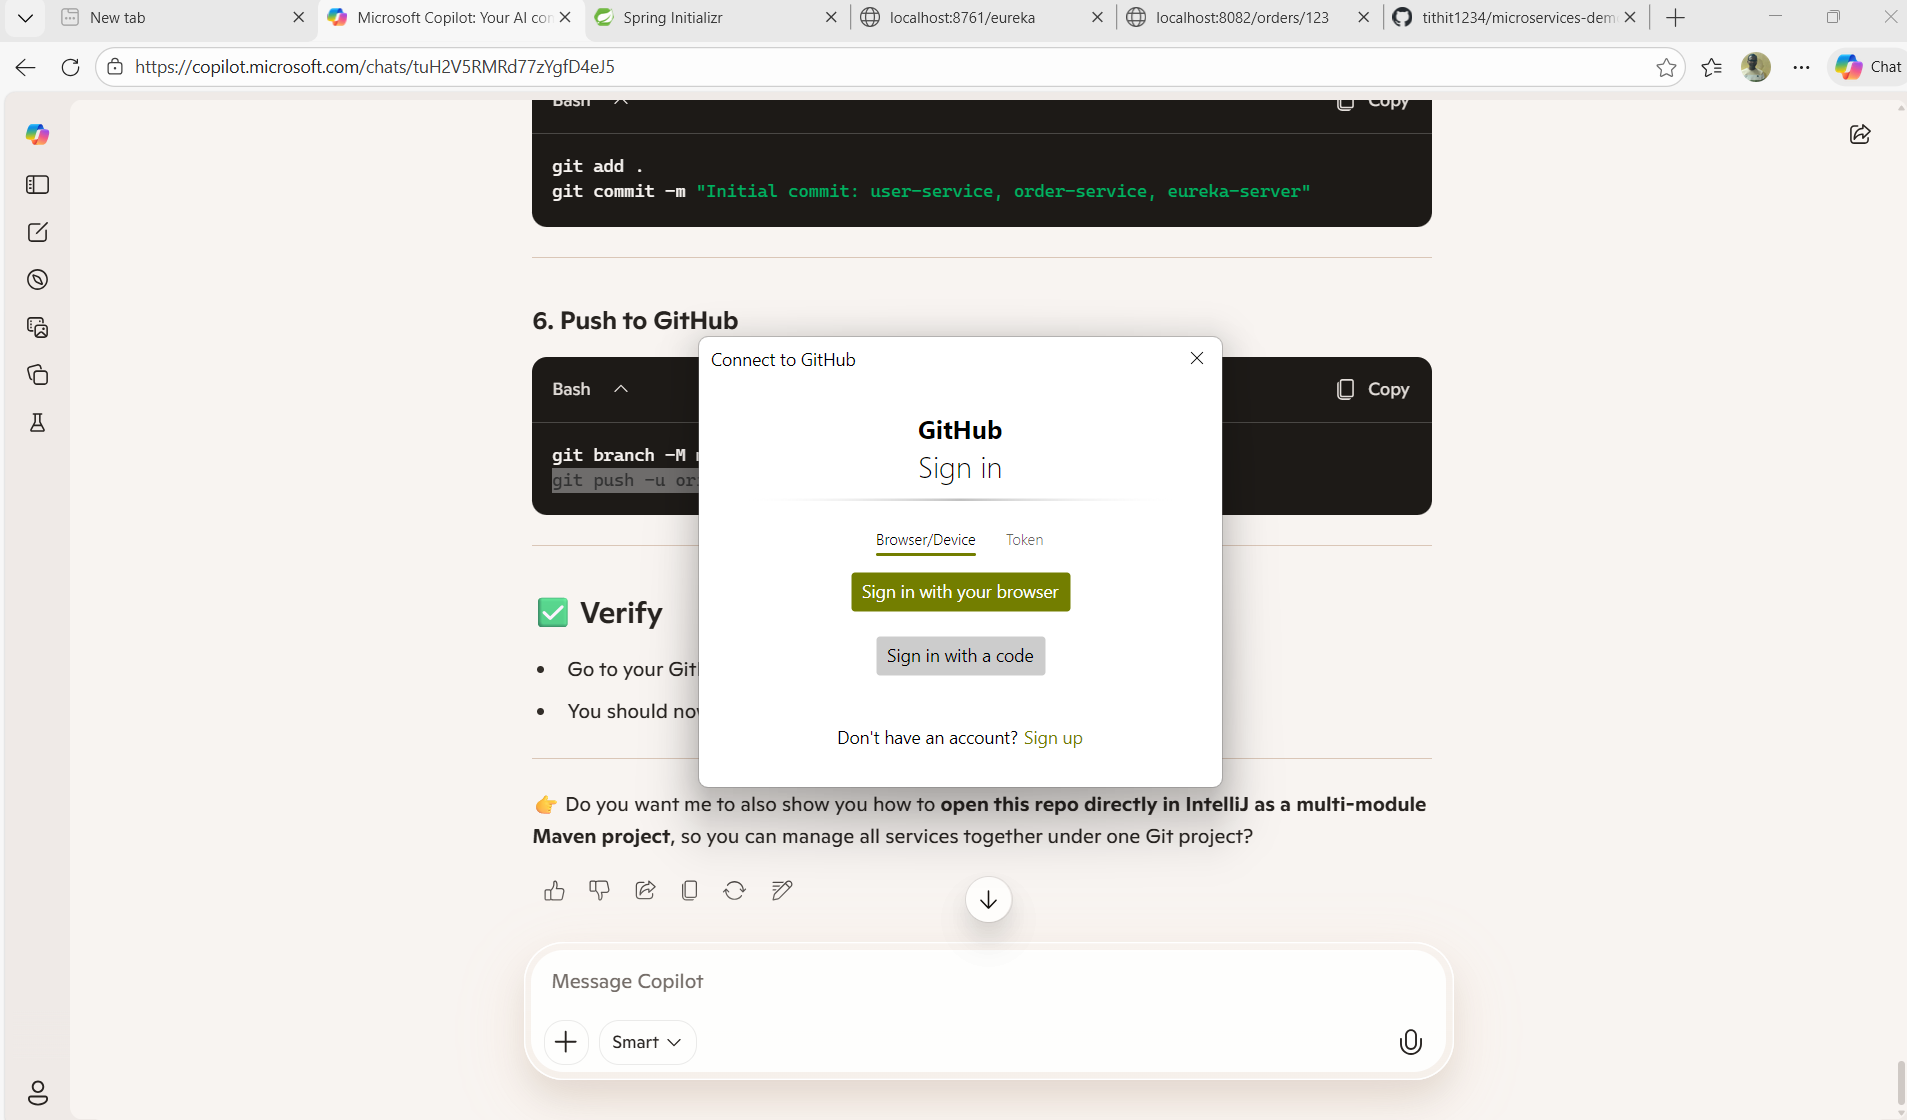 New tab
Microsoft Copilot: Your AI con
Spring Initializr
localhost:8761/eureka
localhost:8082/orders/123
tithit1234/microservices-dem
https://copilot.microsoft.com/chats/tuH2V5RMRd77zYgfD4eJ5
Chat
Bash
Copy
git add .
git commit -m "Initial commit: user-service, order-service, eureka-server"
6. Push to GitHub
Bash
Copy
git branch -M
git push -u or
Connect to GitHub
GitHub
Sign in
Browser/Device
Token
Sign in with your browser
Sign in with a code
Don't have an account? Sign up
Verify
Go to your Git
You should now
Do you want me to also show you how to open this repo directly in IntelliJ as a multi-module
Maven project, so you can manage all services together under one Git project?
Message Copilot
Smart